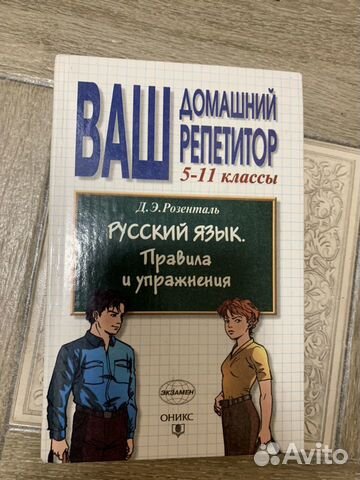 ВАШ
ДОМАШНИЙ
РЕПЕТИТОР
5-11 классы
Д.Э.Розенталь
РУССКИЙ ЯЗЫК.
Правила
и упражнения
ЭКЗАМЕН
ОНИКС
Avito